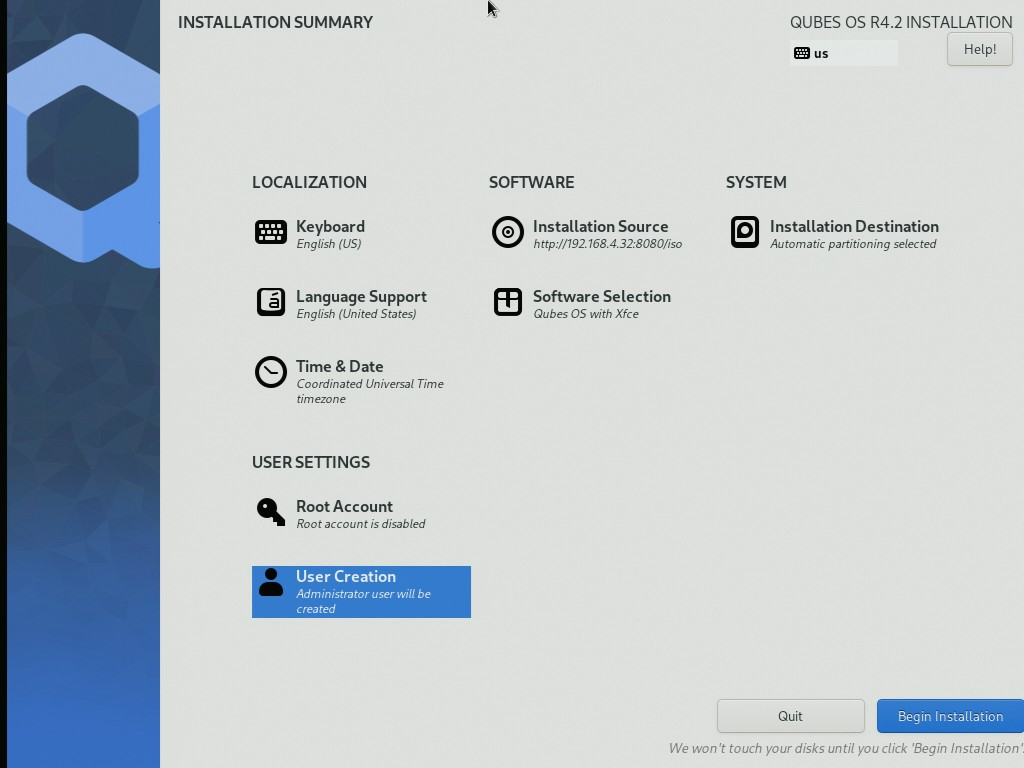 INSTALLATION SUMMARY
QUBES OS R4.2 INSTALLATION
us
Help!
LOCALIZATION
Keyboard
English (US)
Language Support
English (United States)
Time & Date
Coordinated Universal Time
timezone
SOFTWARE
Installation Source
http://192.168.4.32:8080/iso
Software Selection
Qubes OS with Xfce
SYSTEM
Installation Destination
Automatic partitioning selected
USER SETTINGS
Root Account
Root account is disabled
User Creation
Administrator user will be
created
Quit
Begin Installation
We won't touch your disks until you click 'Begin Installation'.